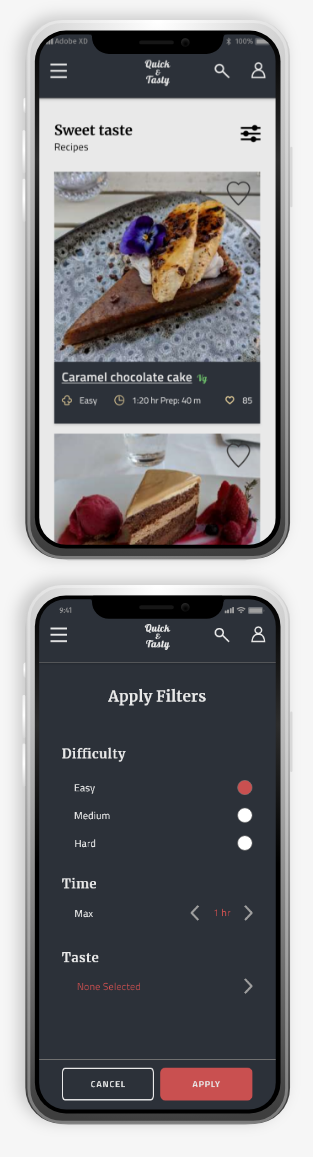 Adobe XD
100%
Quick
&
Tasty
Sweet taste
Recipes
Caramel chocolate cake Vg
Easy 1:20 hr Prep: 40 m 85
9:41
Quick
&
Tasty
Apply Filters
Difficulty
Easy
Medium
Hard
Time
Max 1 hr
Taste
None Selected
CANCEL APPLY